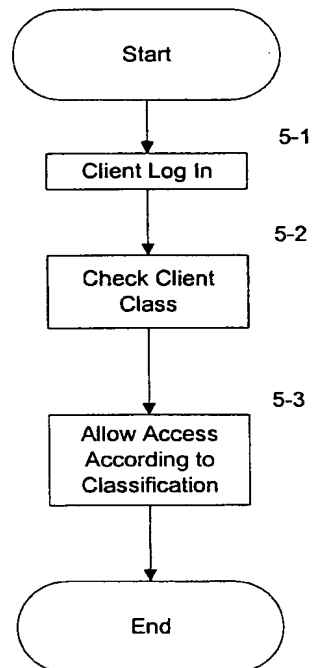 Start
5-1
Client Log In
5-2
Check Client
Class
5-3
Allow Access
According to
Classification
End